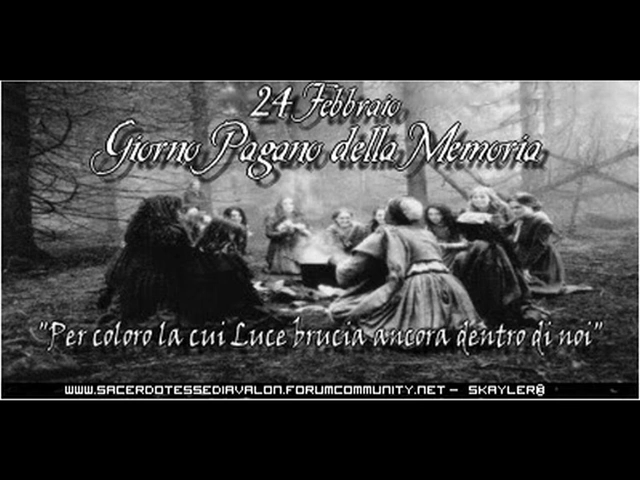 24 Febbraio
Giorno Pagano della Memoria
"Per coloro la cui Luce brucia ancora dentro di noi"
WWW.SACERDOTESSEDIAVALON.FORUMCOMMUNITY.NET - SKAYLER®